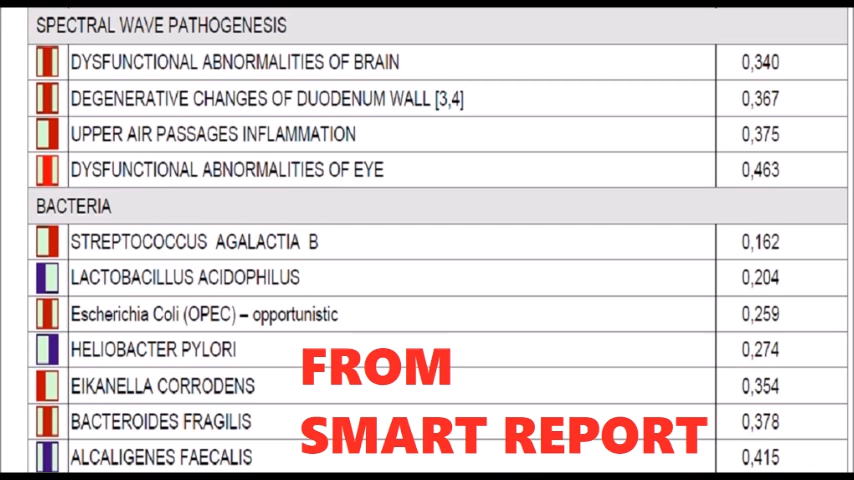 SPECTRAL WAVE PATHOGENESIS
DYSFUNCTIONAL ABNORMALITIES OF BRAIN 0,340
DEGENERATIVE CHANGES OF DUODENUM WALL [3,4] 0,367
UPPER AIR PASSAGES INFLAMMATION 0,375
DYSFUNCTIONAL ABNORMALITIES OF EYE 0,463
BACTERIA
STREPTOCOCCUS AGALACTIA B 0,162
LACTOBACILLUS ACIDOPHILUS 0,204
Escherichia Coli (OPEC) – opportunistic 0,259
HELIOBACTER PYLORI 0,274
EIKANELLA CORRODENS 0,354
BACTEROIDES FRAGILIS 0,378
ALCALIGENES FAECALIS 0,415
FROM
SMART REPORT